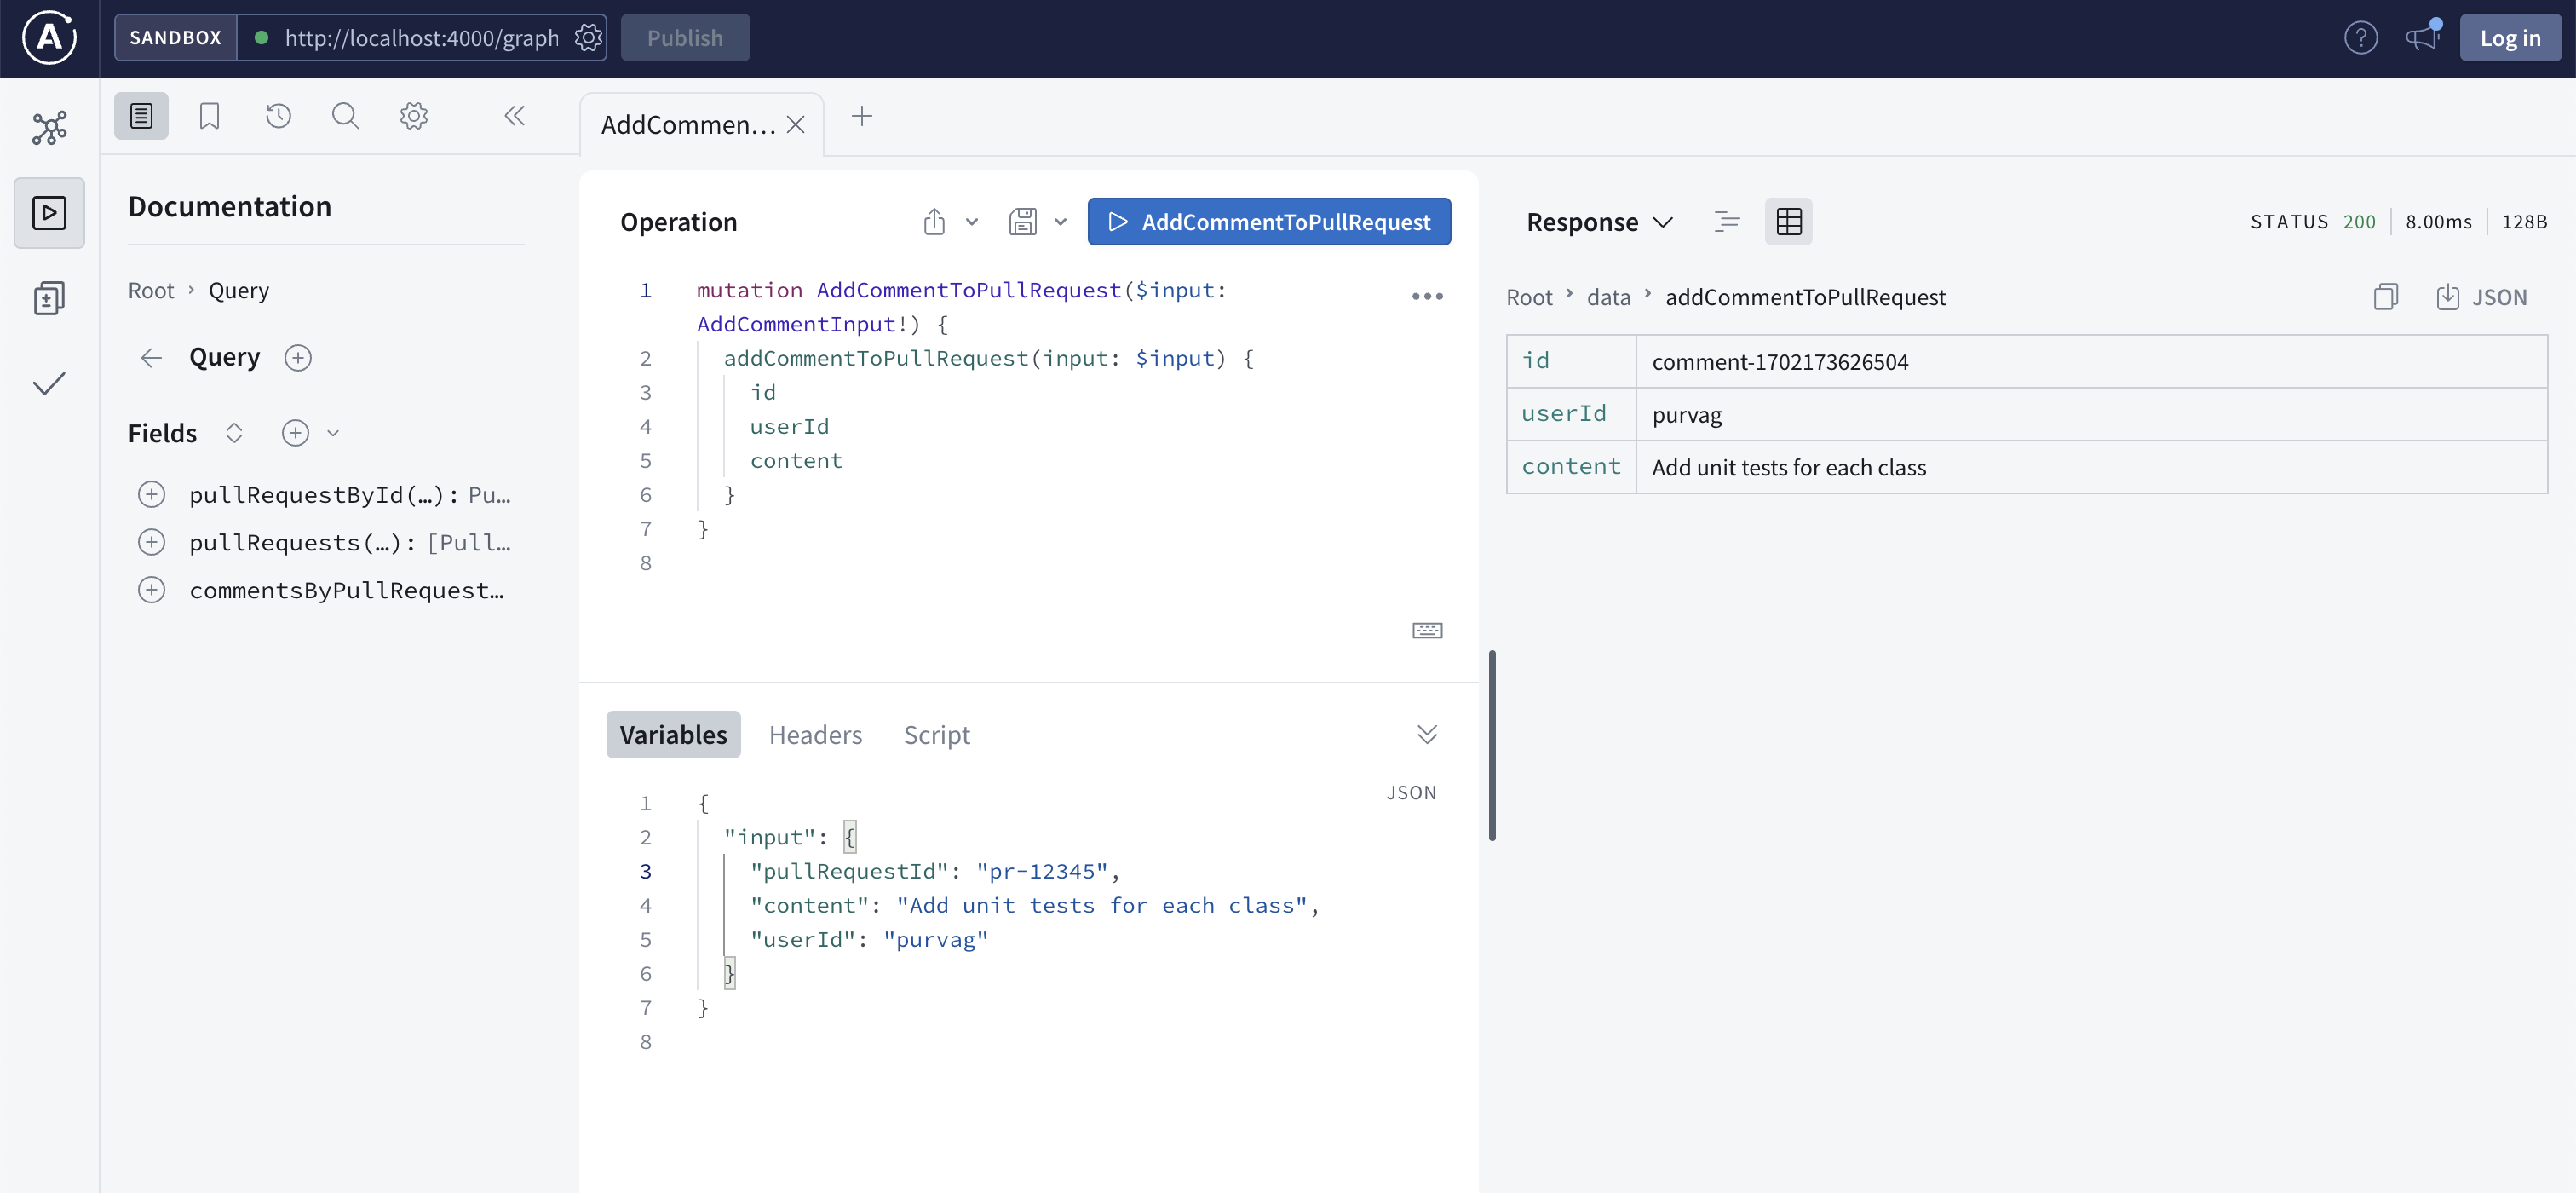 A
SANDBOX
http://localhost:4000/graph
Publish
?
Log in
AddCommen...
Documentation
Root › Query
Query
Fields
pullRequestById(…): Pu…
pullRequests(…): [Pull…
commentsByPullRequest…
Operation
AddCommentToPullRequest
1 mutation AddCommentToPullRequest($input:
AddCommentInput!) {
2 addCommentToPullRequest(input: $input) {
3 id
4 userId
5 content
6 }
7 }
8
Variables Headers Script
JSON
1 {
2 "input": {
3 "pullRequestId": "pr-12345",
4 "content": "Add unit tests for each class",
5 "userId": "purvag"
6 }
7 }
8
Response
STATUS 200 8.00ms 128B
Root › data › addCommentToPullRequest
JSON
id comment-1702173626504
userId purvag
content Add unit tests for each class